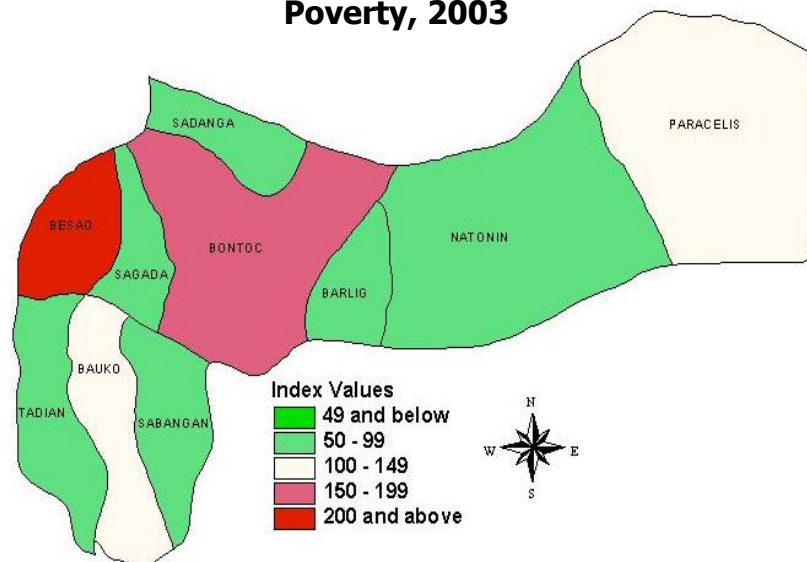 Poverty, 2003
SADANGA
PARACELIS
BESAO
BONTOC
NATONIN
SAGADA
BARLIG
BAUKO
TADIAN
SABANGAN
Index Values
49 and below
50 - 99
100 - 149
150 - 199
200 and above
N
W E
S